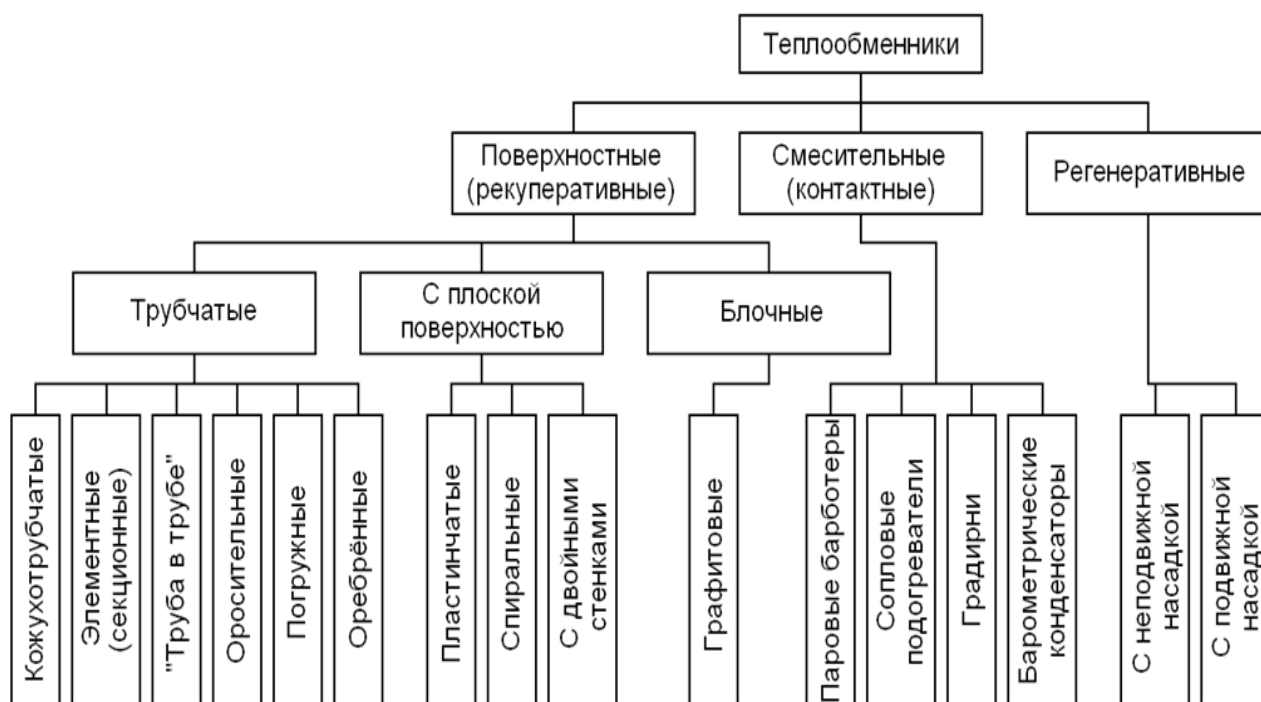 Теплообменники
Поверхностные
(рекуперативные)
Смесительные
(контактные)
Регенеративные
Трубчатые
С плоской
поверхностью
Блочные
Кожухотрубчатые
Элементные
(секционные)
"Труба в трубе"
Оросительные
Погружные
Оребрённые
Пластинчатые
Спиральные
С двойными
стенками
Графитовые
Паровые барботеры
Сопловые
подогреватели
Градирни
Барометрические
конденсаторы
С неподвижной
насадкой
С подвижной
насадкой